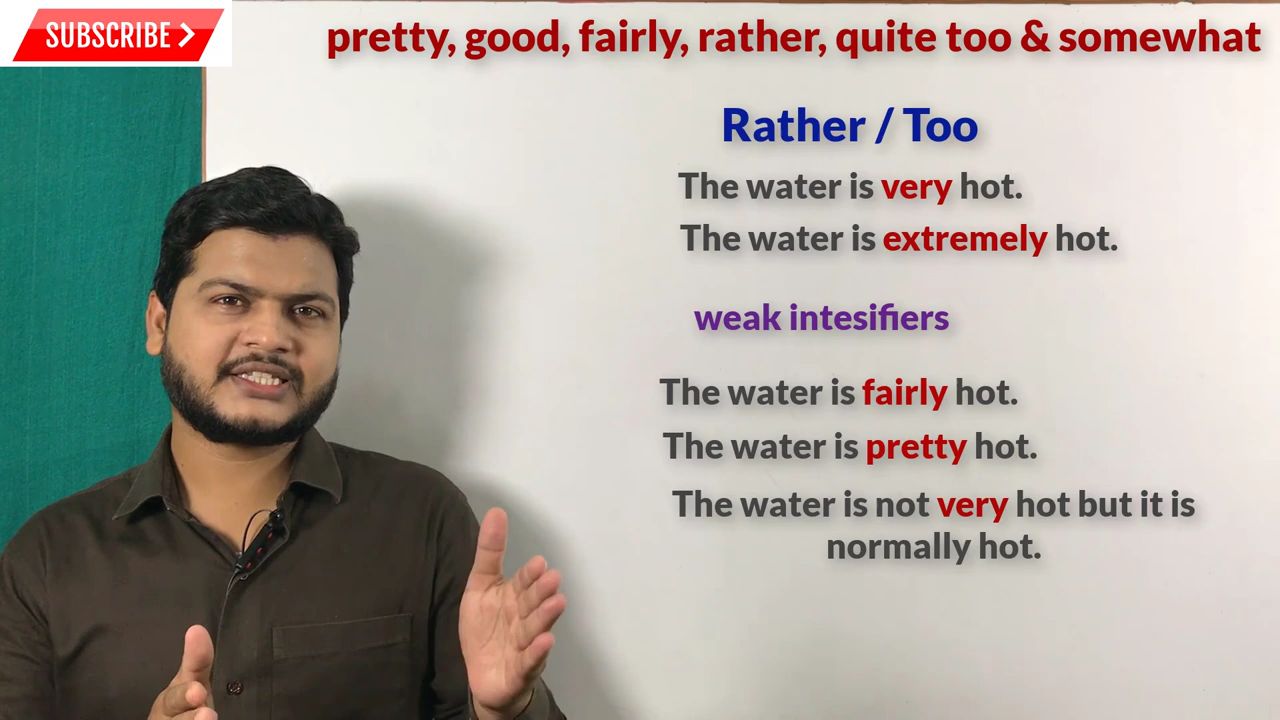 SUBSCRIBE
pretty, good, fairly, rather, quite too & somewhat
Rather / Too
The water is very hot.
The water is extremely hot.
weak intesifiers
The water is fairly hot.
The water is pretty hot.
The water is not very hot but it is
normally hot.